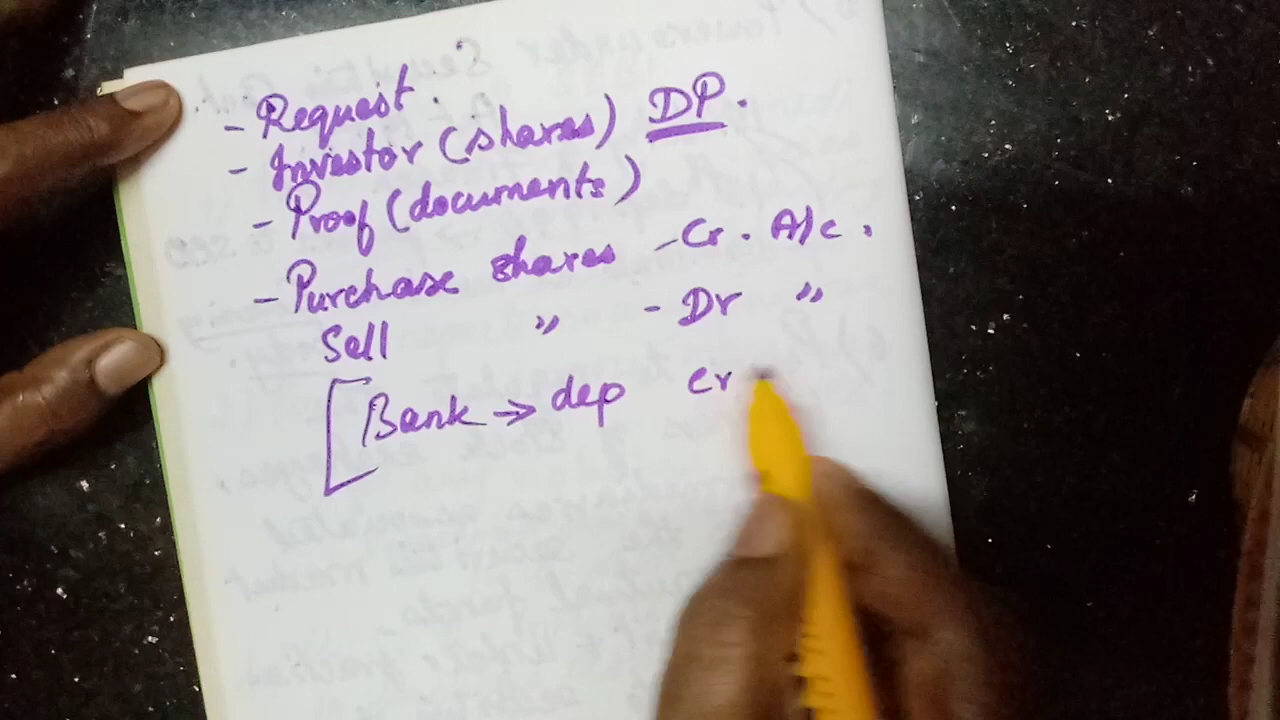 - Request
- Investor (shares) DP.
- Proof (documents)
- Purchase shares - Cr. A/c.
Sell " - Dr "
[Bank → dep Cr